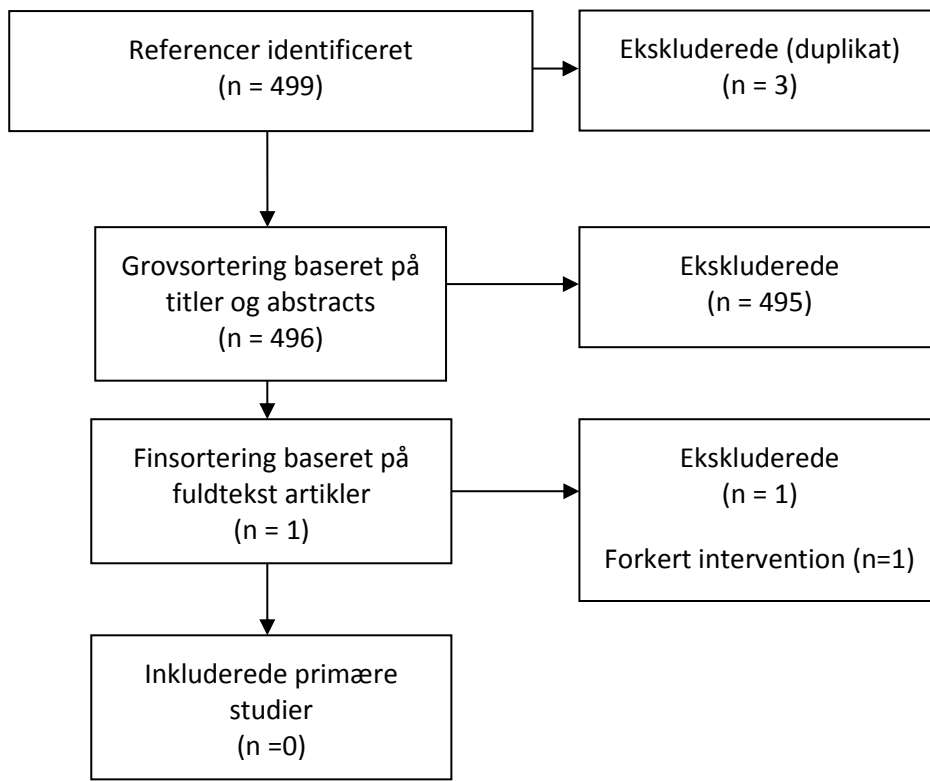 Referencer identificeret
(n = 499)
Ekskluderede (duplikat)
(n = 3)
Grovsortering baseret på
titler og abstracts
(n = 496)
Ekskluderede
(n = 495)
Finsortering baseret på
fuldtekst artikler
(n = 1)
Ekskluderede
(n = 1)
Forkert intervention (n=1)
Inkluderede primære
studier
(n =0)